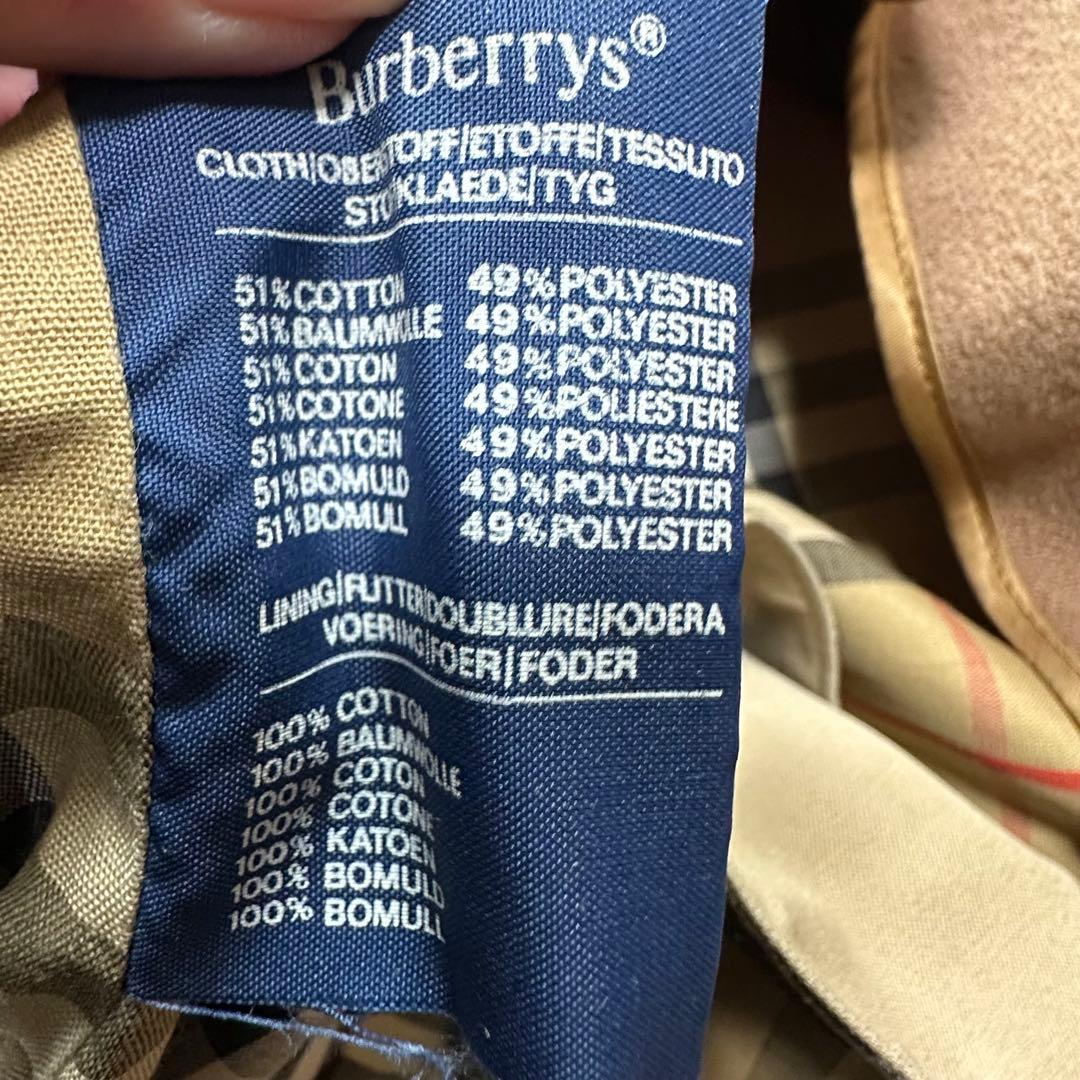 Burberrys®
CLOTH/OBERSTOFF/ETOFFE/TESSUTO
STOF/KLAEDE/TYG
51% COTTON 49% POLYESTER
51% BAUMWOLLE 49% POLYESTER
51% COTON 49% POLYESTER
51% COTONE 49% POLIESTERE
51% KATOEN 49% POLYESTER
51% BOMULD 49% POLYESTER
51% BOMULL 49% POLYESTER
LINING/FUTTER/DOUBLURE/FODERA
VOERING/FOER/FODER
100% COTTON
100% BAUMWOLLE
100% COTON
100% COTONE
100% KATOEN
100% BOMULD
100% BOMULL